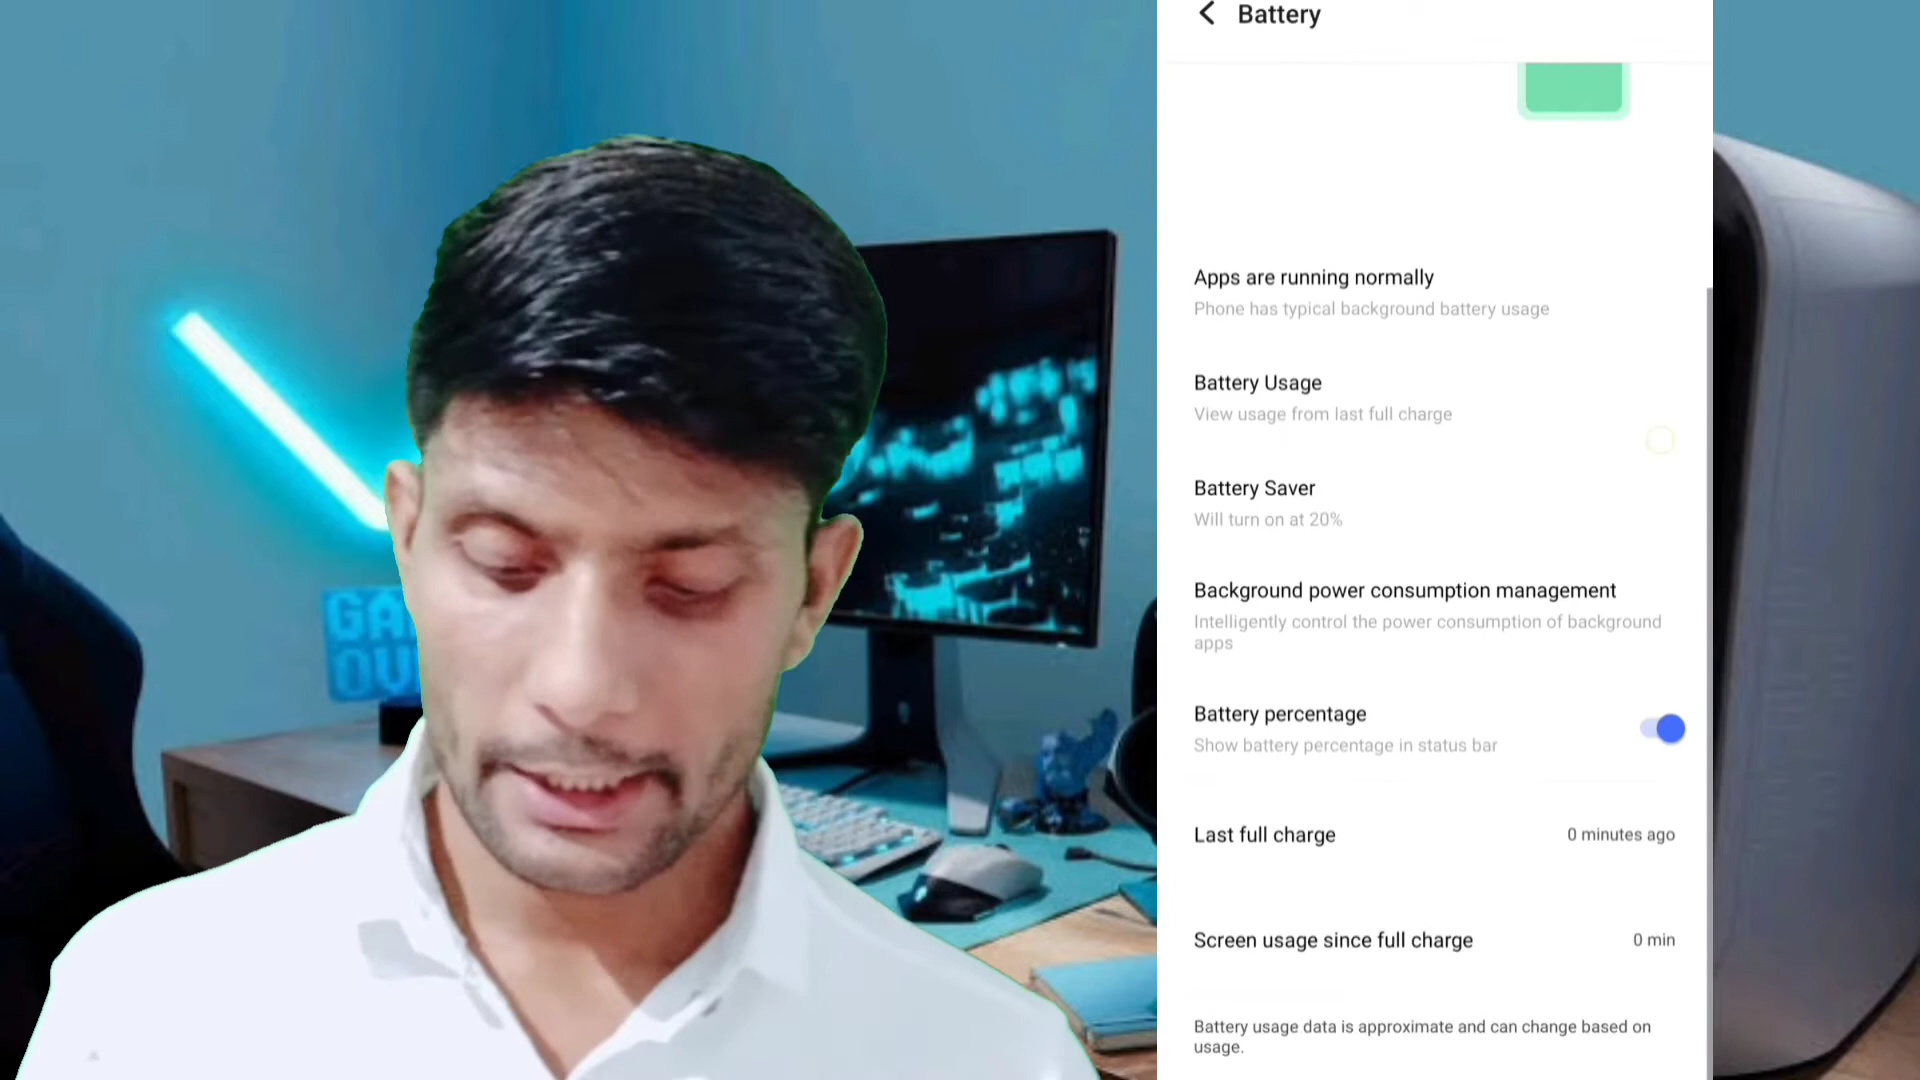 Battery
Apps are running normally
Phone has typical background battery usage
Battery Usage
View usage from last full charge
Battery Saver
Will turn on at 20%
Background power consumption management
Intelligently control the power consumption of background
apps
Battery percentage
Show battery percentage in status bar
Last full charge
0 minutes ago
Screen usage since full charge
0 min
Battery usage data is approximate and can change based on
usage.